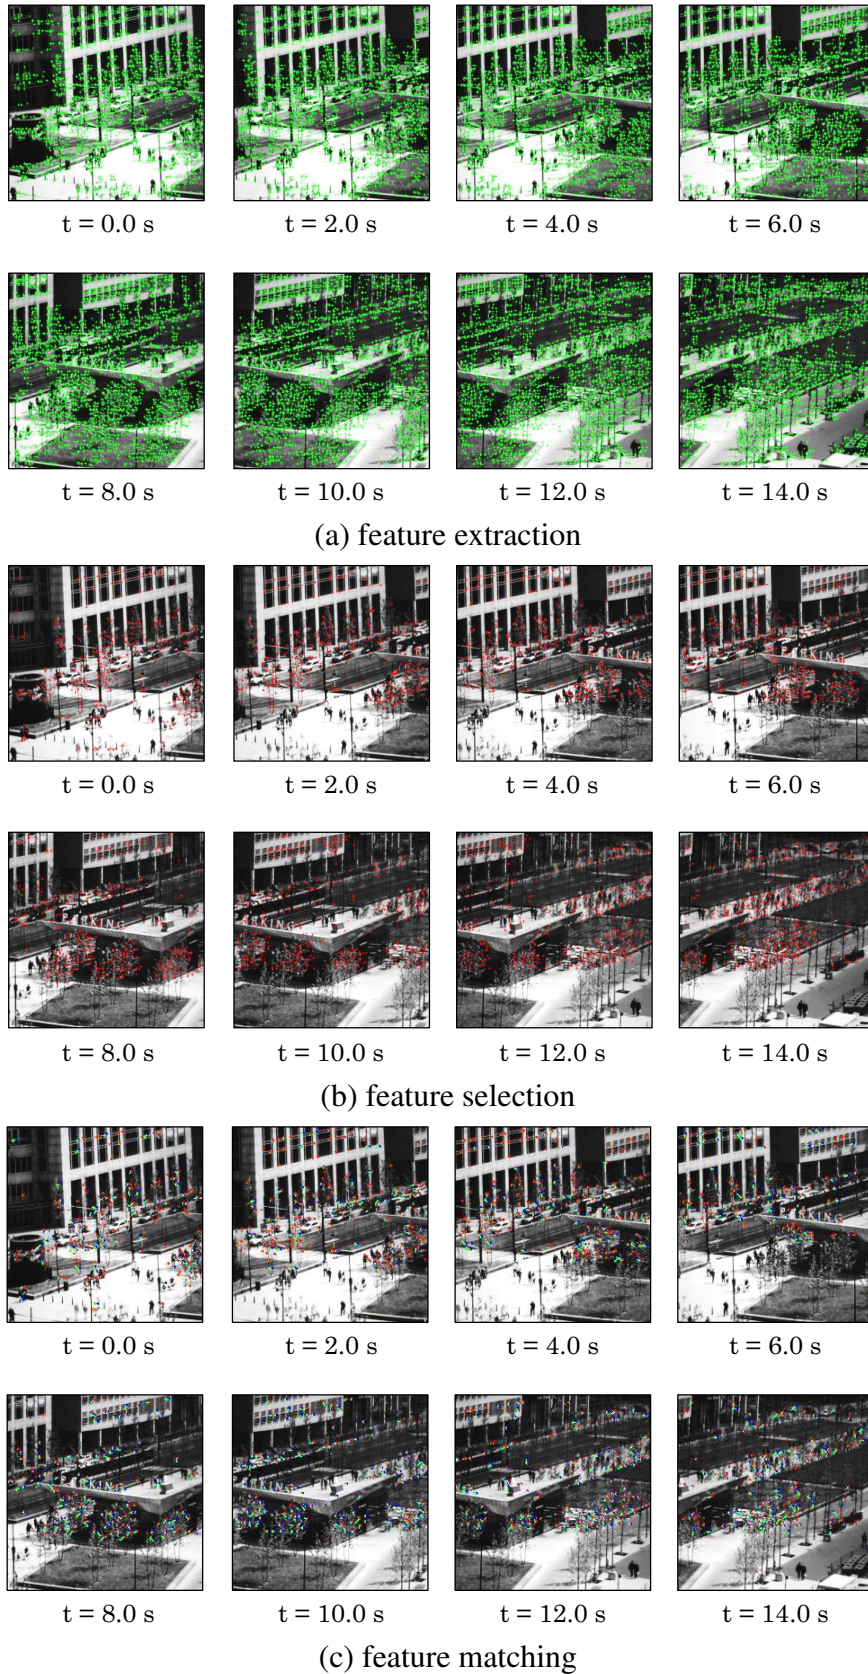 t = 0.0 s
t = 2.0 s
t = 4.0 s
t = 6.0 s
t = 8.0 s
t = 10.0 s
t = 12.0 s
t = 14.0 s
(a) feature extraction
PARKING
t = 0.0 s
t = 2.0 s
t = 4.0 s
t = 6.0 s
PARKING
t = 8.0 s
t = 10.0 s
t = 12.0 s
t = 14.0 s
(b) feature selection
t = 0.0 s
t = 2.0 s
t = 4.0 s
t = 6.0 s
t = 8.0 s
t = 10.0 s
t = 12.0 s
t = 14.0 s
(c) feature matching